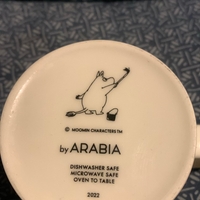 © MOOMIN CHARACTERS™
by ARABIA
DISHWASHER SAFE
MICROWAVE SAFE
OVEN TO TABLE
2022